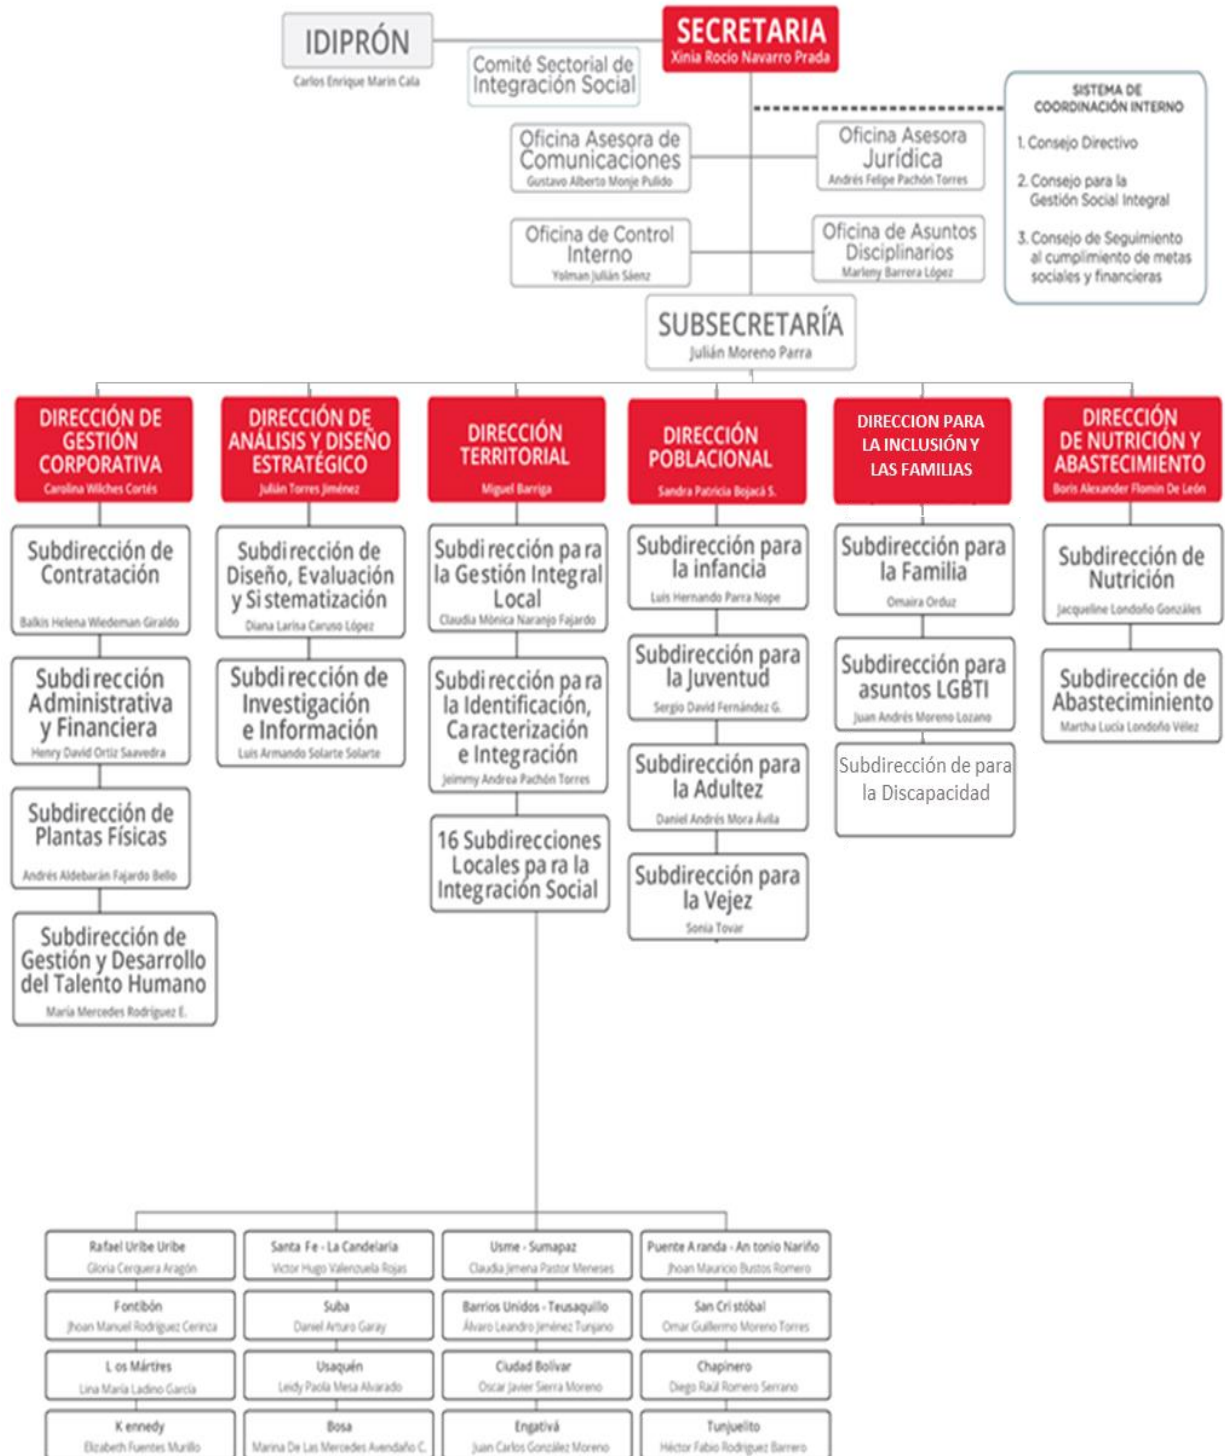 IDIPRÓN
Carlos Enrique Marin Cala
SECRETARIA
Xinia Rocío Navarro Prada
Comité Sectorial de
Integración Social
SISTEMA DE
COORDINACIÓN INTERNO
1. Consejo Directivo
2. Consejo para la
Gestión Social Integral
3. Consejo de Seguimiento
al cumplimiento de metas
sociales y financieras
Oficina Asesora de
Comunicaciones
Gustavo Alberto Monje Pulido
Oficina Asesora
Jurídica
Andrés Felipe Pachón Torres
Oficina de Control
Interno
Yolman Julián Sáenz
Oficina de Asuntos
Disciplinarios
Marleny Barrera López
SUBSECRETARÍA
Julián Moreno Parra
DIRECCIÓN DE
GESTIÓN
CORPORATIVA
Carolina Wilches Cortés
Subdirección de
Contratación
Balkis Helena Wiedeman Giraldo
Subdirección
Administrativa
y Financiera
Henry David Ortiz Saavedra
Subdirección de
Plantas Físicas
Andrés Aldebarán Fajardo Bello
Subdirección de
Gestión y Desarrollo
del Talento Humano
María Mercedes Rodríguez E.
DIRECCIÓN DE
ANÁLISIS Y DISEÑO
ESTRATÉGICO
Julián Torres Jiménez
Subdirección de
Diseño, Evaluación
y Sistematización
Diana Larisa Caruso López
Subdirección de
Investigación
e Información
Luis Armando Solarte Solarte
DIRECCIÓN
TERRITORIAL
Miguel Barriga
Subdirección para
la Gestión Integral
Local
Claudia Mónica Naranjo Fajardo
Subdirección para
la Identificación,
Caracterización
e Integración
Jeimmy Andrea Pachón Torres
16 Subdirecciones
Locales para la
Integración Social
DIRECCIÓN
POBLACIONAL
Sandra Patricia Bojacá S.
Subdirección para
la infancia
Luis Hernando Parra Nope
Subdirección para
la Juventud
Sergio David Fernández G.
Subdirección para
la Adultez
Daniel Andrés Mora Ávila
Subdirección para
la Vejez
Sonia Tovar
DIRECCION PARA
LA INCLUSIÓN Y
LAS FAMILIAS
Subdirección para
la Familia
Omaira Orduz
Subdirección para
asuntos LGBTI
Juan Andrés Moreno Lozano
Subdirección de para
la Discapacidad
DIRECCIÓN
DE NUTRICIÓN Y
ABASTECIMIENTO
Boris Alexander Flomin De León
Subdirección de
Nutrición
Jacqueline Londoño Gonzáles
Subdirección de
Abasteciminiento
Martha Lucía Londoño Vélez
Rafael Uribe Uribe
Gloria Cerquera Aragón
Santa Fe - La Candelaria
Victor Hugo Valenzuela Rojas
Usme - Sumapaz
Claudia Jimena Pastor Meneses
Puente Aranda - Antonio Nariño
Jhoan Mauricio Bustos Romero
Fontibón
Jhoan Manuel Rodríguez Cerinza
Suba
Daniel Arturo Garay
Barrios Unidos - Teusaquillo
Álvaro Leandro Jiménez Tunjano
San Cristóbal
Omar Guillermo Moreno Torres
Los Mártires
Lina María Ladino García
Usaquén
Leidy Paola Mesa Alvarado
Ciudad Bolívar
Oscar Javier Sierra Moreno
Chapinero
Diego Raúl Romero Serrano
Kennedy
Elizabeth Fuentes Murillo
Bosa
Marina De Las Mercedes Avendaño C.
Engativá
Juan Carlos González Moreno
Tunjuelito
Héctor Fabio Rodríguez Barrero